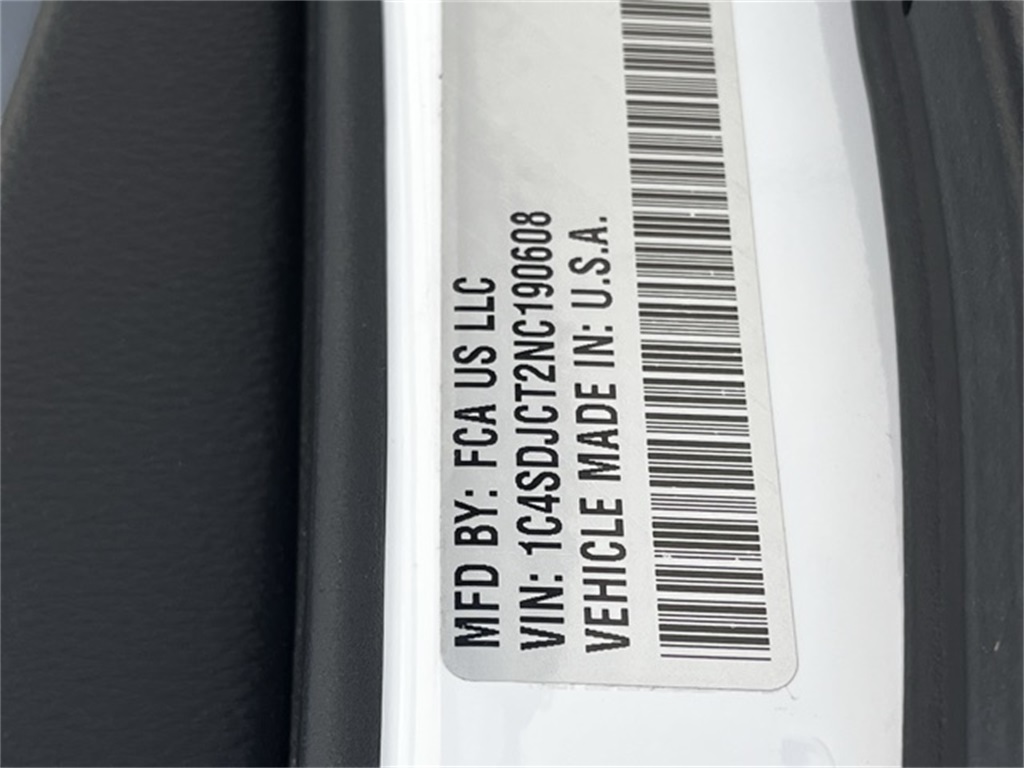 MFD BY: FCA US LLC
VIN: 1C4SDJCT2NC190608
VEHICLE MADE IN: U.S.A.